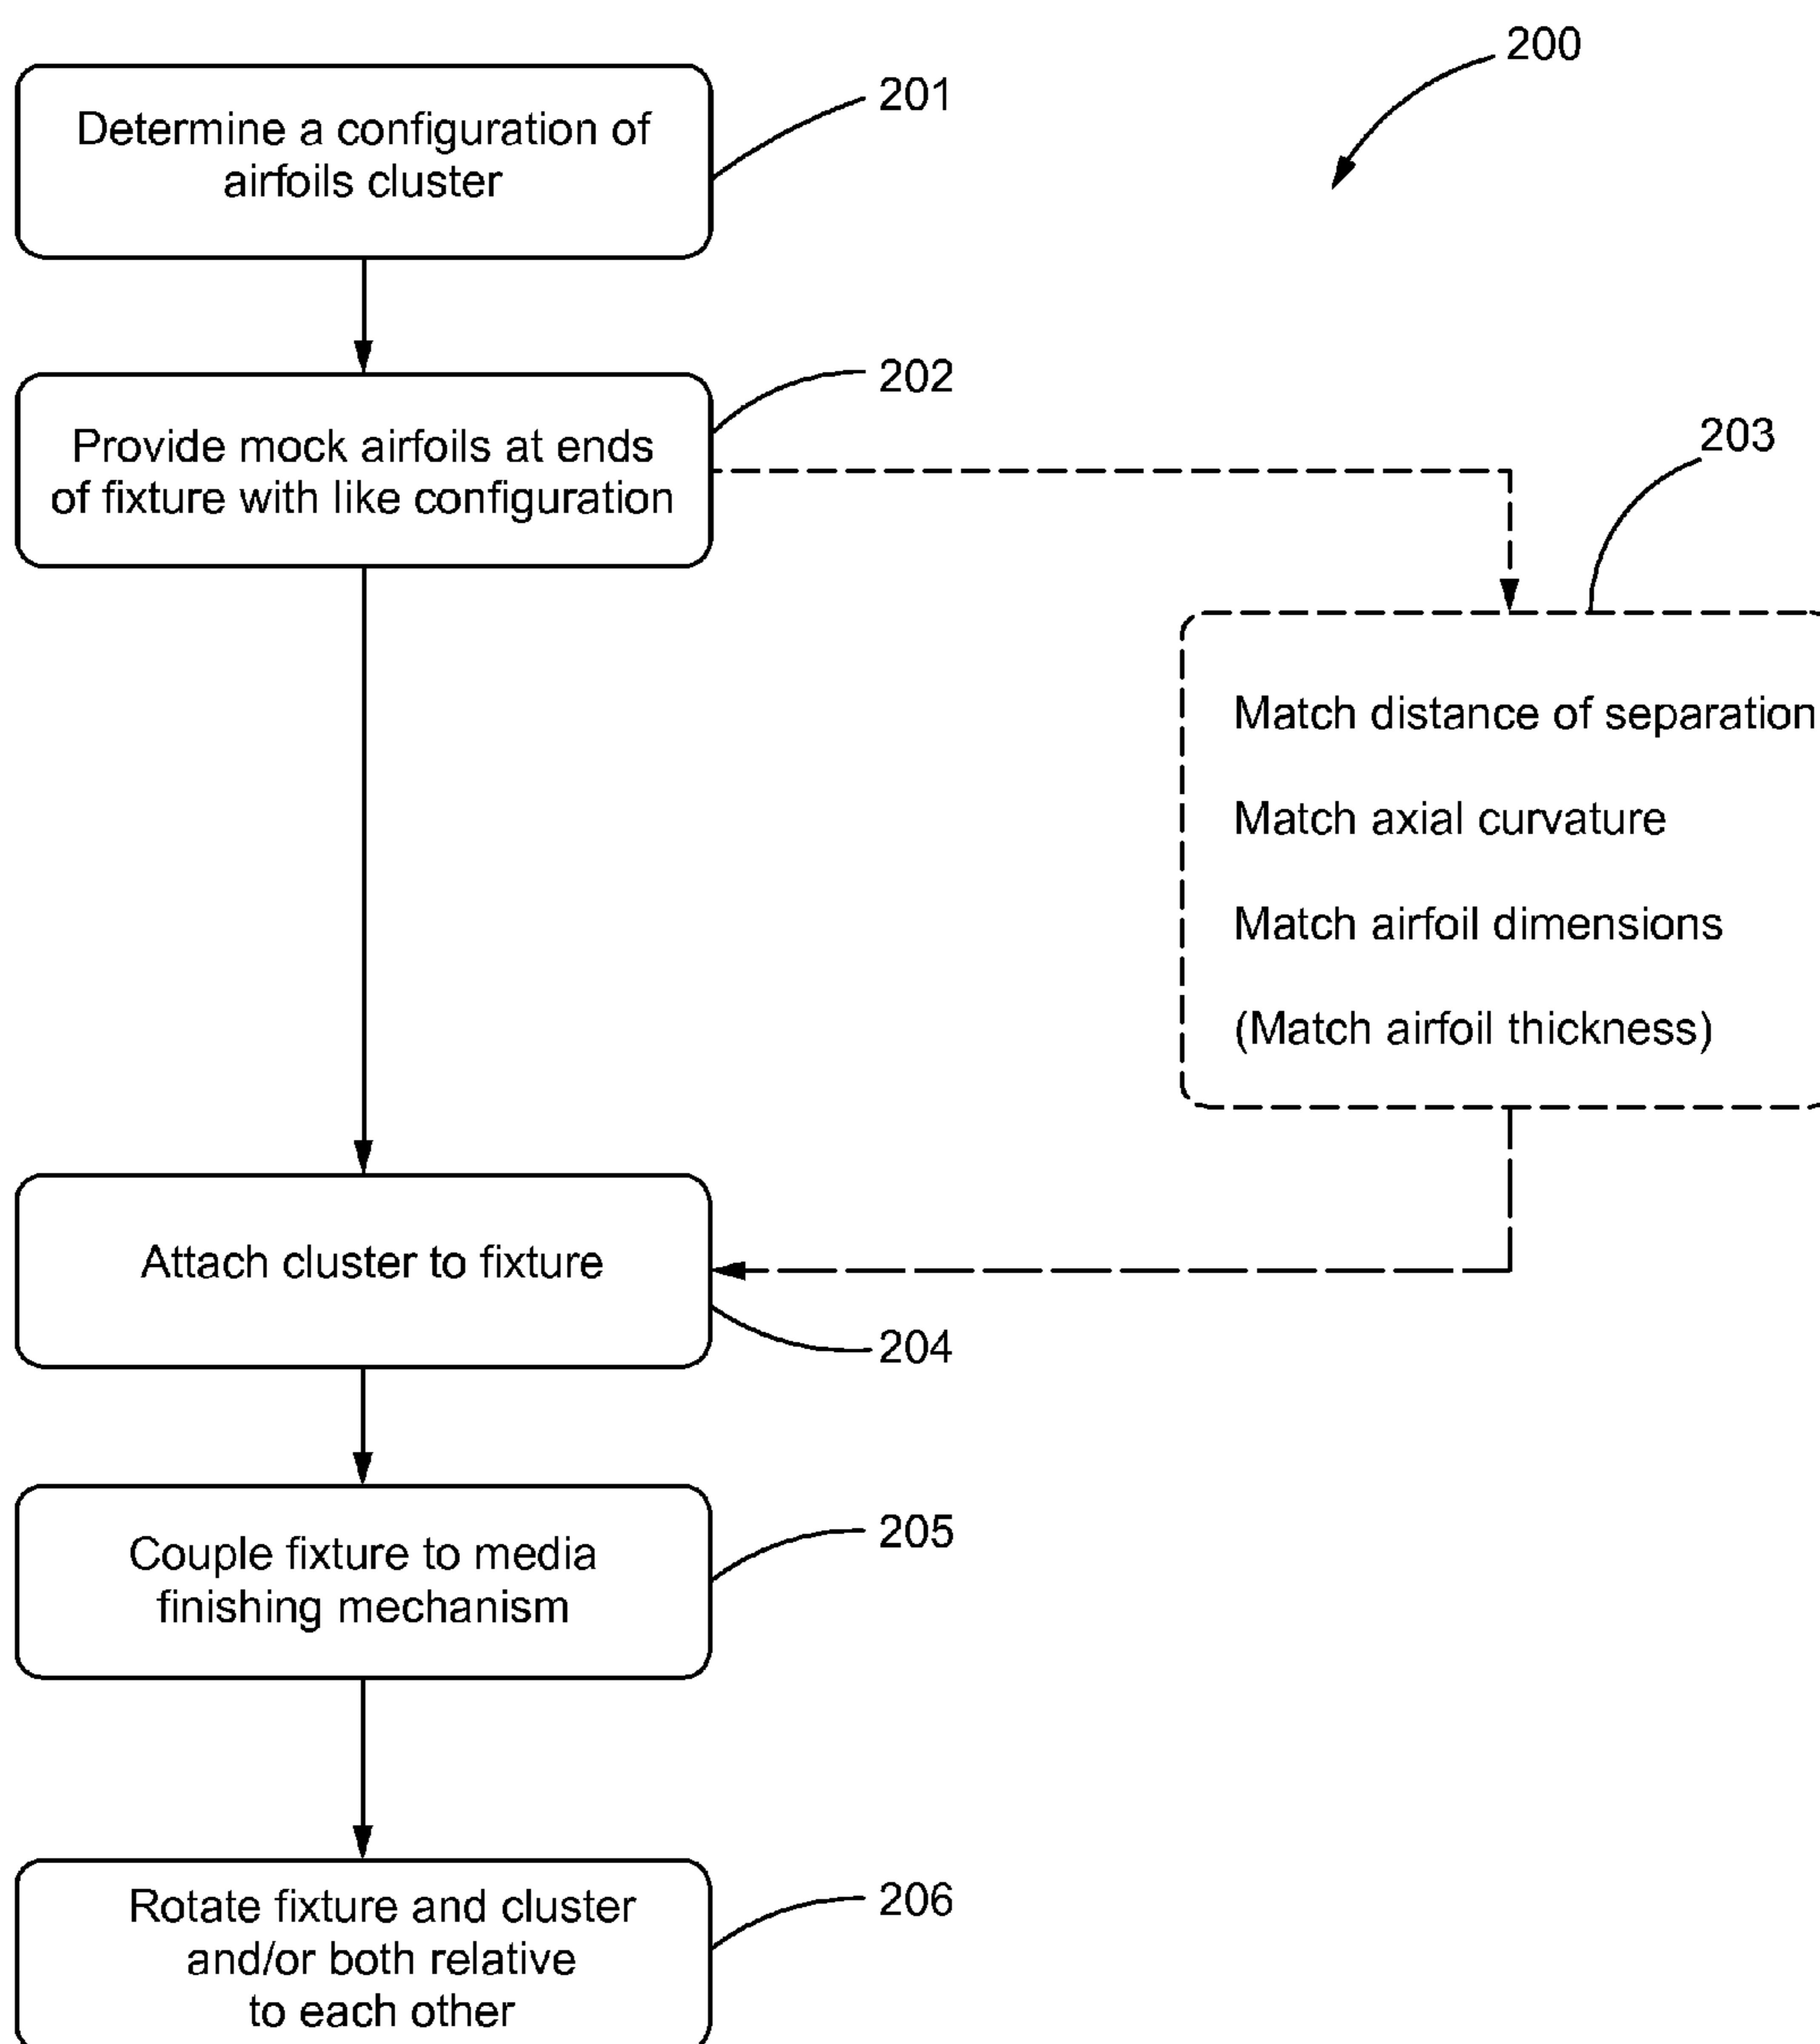 200
201
Determine a configuration of
airfoils cluster
202
Provide mock airfoils at ends
of fixture with like configuration
203
Match distance of separation
Match axial curvature
Match airfoil dimensions
(Match airfoil thickness)
Attach cluster to fixture
204
205
Couple fixture to media
finishing mechanism
206
Rotate fixture and cluster
and/or both relative
to each other